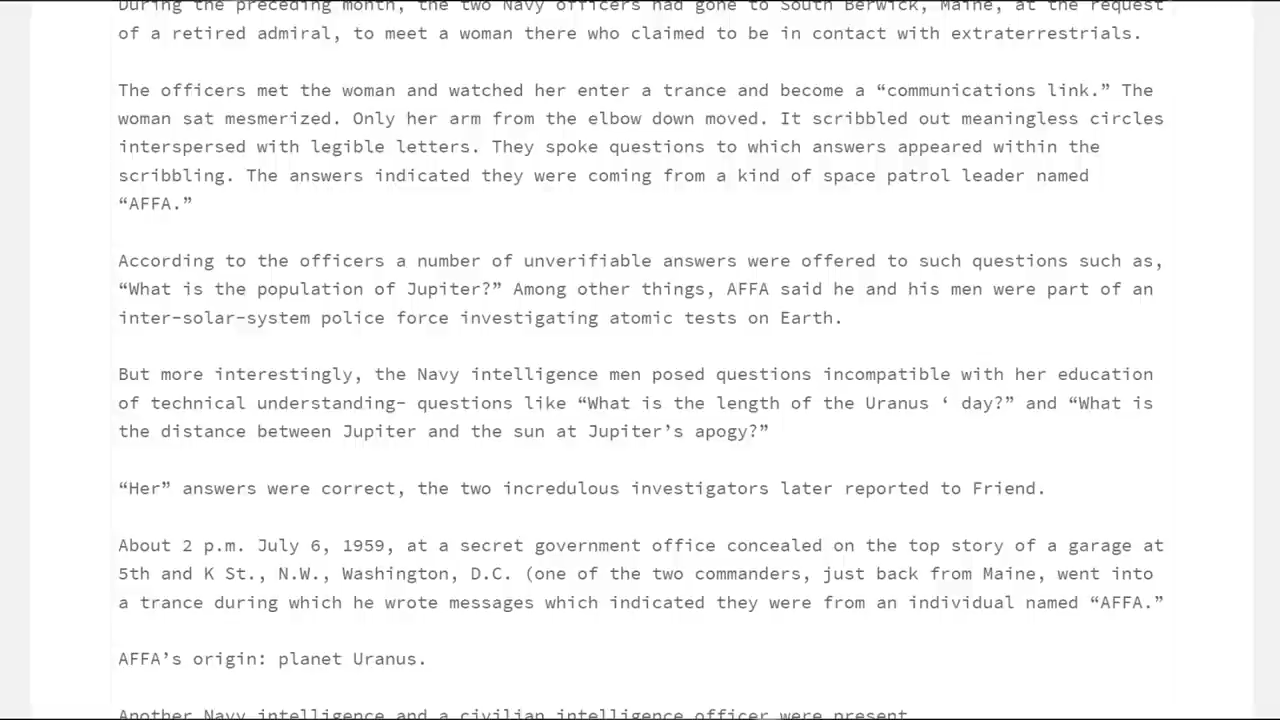 During the preceding month, the two Navy officers had gone to South Berwick, Maine, at the request
of a retired admiral, to meet a woman there who claimed to be in contact with extraterrestrials.
The officers met the woman and watched her enter a trance and become a “communications link.” The
woman sat mesmerized. Only her arm from the elbow down moved. It scribbled out meaningless circles
interspersed with legible letters. They spoke questions to which answers appeared within the
scribbling. The answers indicated they were coming from a kind of space patrol leader named
“AFFA.”
According to the officers a number of unverifiable answers were offered to such questions such as,
“What is the population of Jupiter?” Among other things, AFFA said he and his men were part of an
inter-solar-system police force investigating atomic tests on Earth.
But more interestingly, the Navy intelligence men posed questions incompatible with her education
of technical understanding– questions like “What is the length of the Uranus ‘ day?” and “What is
the distance between Jupiter and the sun at Jupiter’s apogy?”
“Her” answers were correct, the two incredulous investigators later reported to Friend.
About 2 p.m. July 6, 1959, at a secret government office concealed on the top story of a garage at
5th and K St., N.W., Washington, D.C. (one of the two commanders, just back from Maine, went into
a trance during which he wrote messages which indicated they were from an individual named “AFFA.”
AFFA’s origin: planet Uranus.
Another Navy intelligence and a civilian intelligence officer were present.